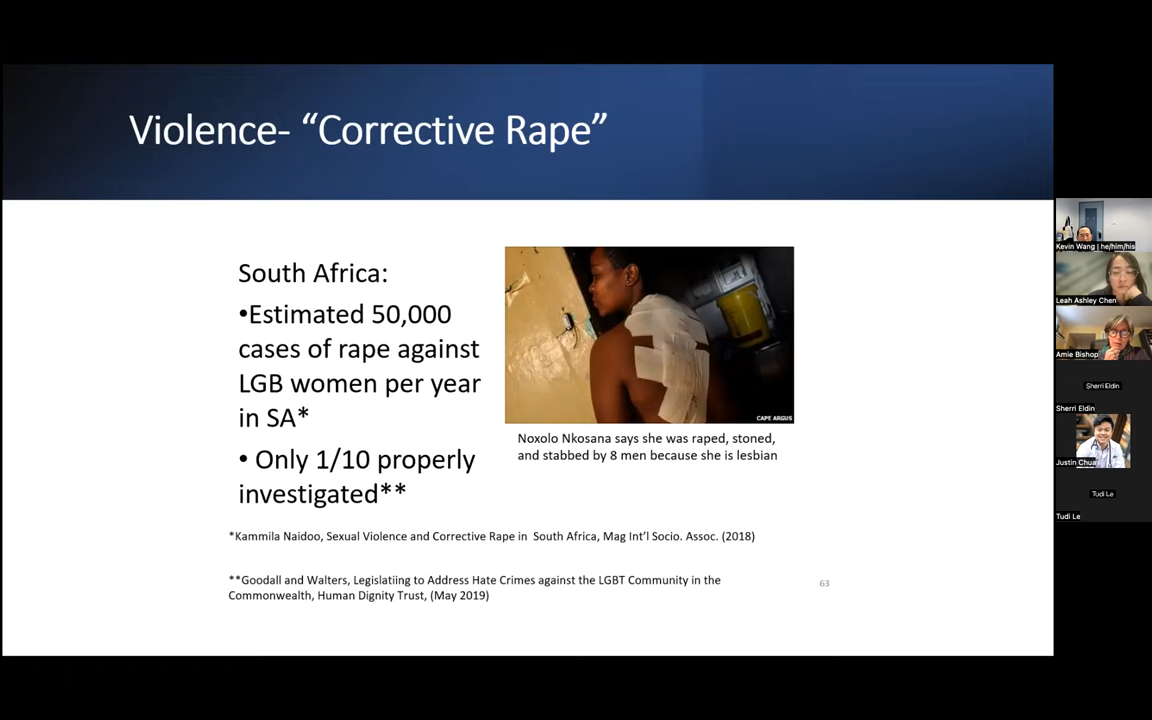 Violence- “Corrective Rape”
South Africa:
•Estimated 50,000
cases of rape against
LGB women per year
in SA*
• Only 1/10 properly
investigated**
CAPE ARGUS
Noxolo Nkosana says she was raped, stoned,
and stabbed by 8 men because she is lesbian
*Kammila Naidoo, Sexual Violence and Corrective Rape in  South Africa, Mag Int’l Socio. Assoc. (2018)
**Goodall and Walters, Legislatiing to Address Hate Crimes against the LGBT Community in the
Commonwealth, Human Dignity Trust, (May 2019)
63
Kevin Wang | he/him/his
Leah Ashley Chen
Amie Bishop
Sherri Eldin
Sherri Eldin
Justin Chua
Tudi Le
Tudi Le